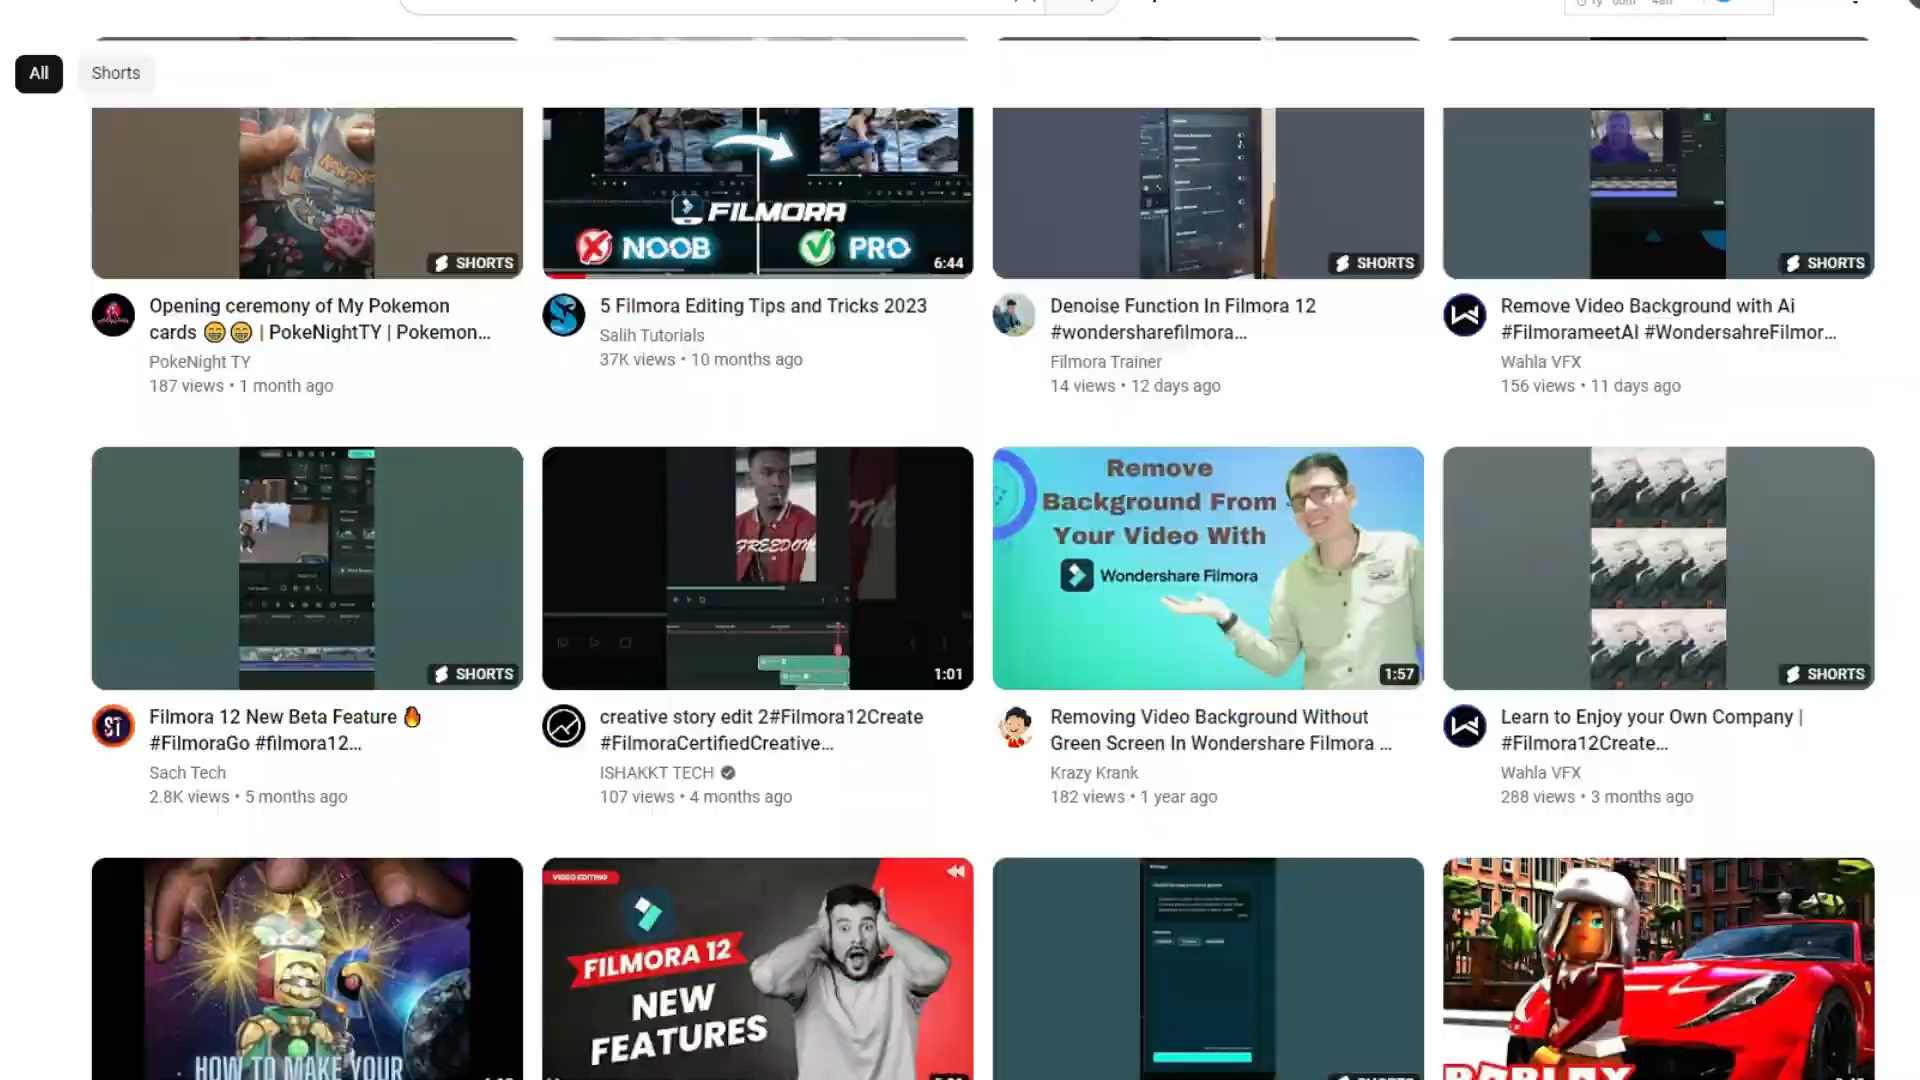 All
Shorts
FILMORA
NOOB
PRO
SHORTS
6:44
SHORTS
SHORTS
Opening ceremony of My Pokemon
cards 😁😁 | PokeNightTY | Pokemon...
PokeNight TY
187 views • 1 month ago
5 Filmora Editing Tips and Tricks 2023
Salih Tutorials
37K views • 10 months ago
Denoise Function In Filmora 12
#wondersharefilmora...
Filmora Trainer
14 views • 12 days ago
Remove Video Background with Ai
#FilmorameetAI #WondersahreFilmor...
Wahla VFX
156 views • 11 days ago
SHORTS
FREEDOM
1:01
Remove
Background From
Your Video With
Wondershare Filmora
1:57
SHORTS
ST
Filmora 12 New Beta Feature 🔥
#FilmoraGo #filmora12...
Sach Tech
2.8K views • 5 months ago
creative story edit 2#Filmora12Create
#FilmoraCertifiedCreative...
ISHAKKT TECH
107 views • 4 months ago
Removing Video Background Without
Green Screen In Wondershare Filmora ...
Krazy Krank
182 views • 1 year ago
Learn to Enjoy your Own Company |
#Filmora12Create...
Wahla VFX
288 views • 3 months ago
HOW TO MAKE YOUR
VIDEO EDITING
FILMORA 12
NEW
FEATURES
SHORTS
ROBLOX